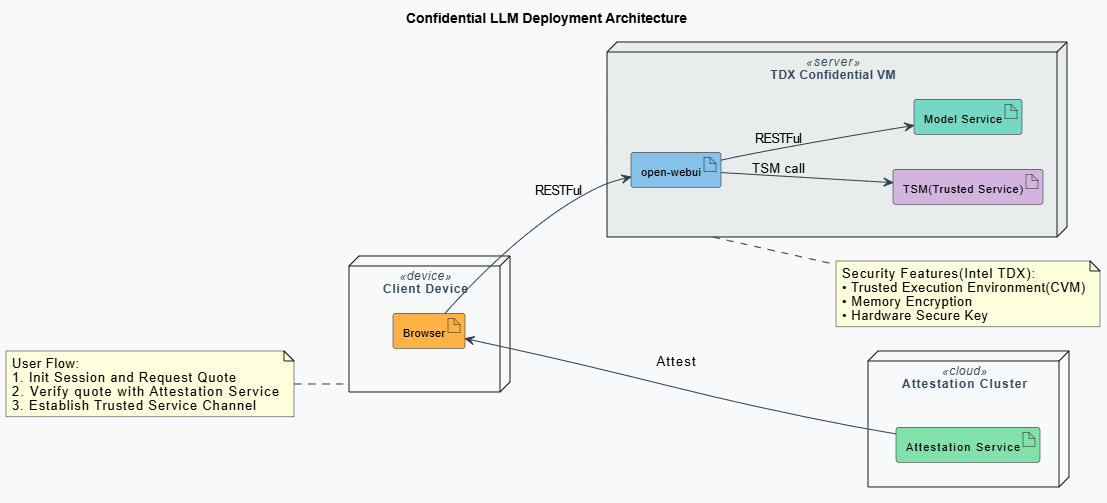 Confidential LLM Deployment Architecture
«server»
TDX Confidential VM
Model Service
RESTFul
open-webui
TSM call
TSM(Trusted Service)
RESTFul
«device»
Client Device
Browser
Security Features(Intel TDX):
• Trusted Execution Environment(CVM)
• Memory Encryption
• Hardware Secure Key
User Flow:
1. Init Session and Request Quote
2. Verify quote with Attestation Service
3. Establish Trusted Service Channel
Attest
«cloud»
Attestation Cluster
Attestation Service